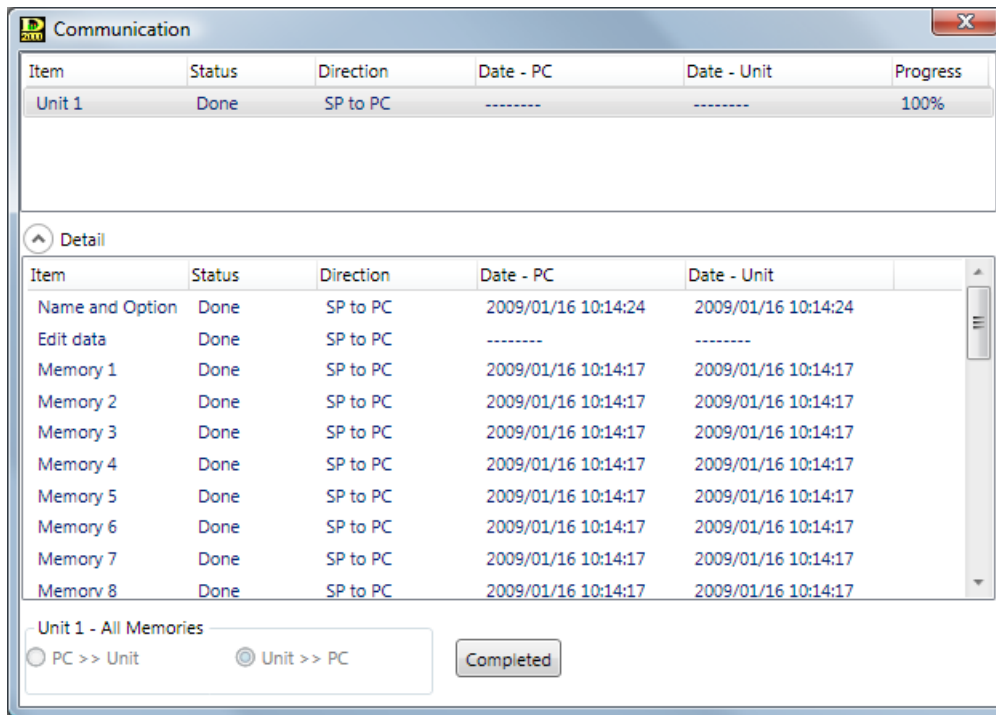 Communication
Item Status Direction Date - PC Date - Unit Progress
Unit 1 Done SP to PC -------- -------- 100%
Detail
Item Status Direction Date - PC Date - Unit
Name and Option Done SP to PC 2009/01/16 10:14:24 2009/01/16 10:14:24
Edit data Done SP to PC -------- --------
Memory 1 Done SP to PC 2009/01/16 10:14:17 2009/01/16 10:14:17
Memory 2 Done SP to PC 2009/01/16 10:14:17 2009/01/16 10:14:17
Memory 3 Done SP to PC 2009/01/16 10:14:17 2009/01/16 10:14:17
Memory 4 Done SP to PC 2009/01/16 10:14:17 2009/01/16 10:14:17
Memory 5 Done SP to PC 2009/01/16 10:14:17 2009/01/16 10:14:17
Memory 6 Done SP to PC 2009/01/16 10:14:17 2009/01/16 10:14:17
Memory 7 Done SP to PC 2009/01/16 10:14:17 2009/01/16 10:14:17
Memory 8 Done SP to PC 2009/01/16 10:14:17 2009/01/16 10:14:17
Unit 1 - All Memories
PC >> Unit Unit >> PC Completed